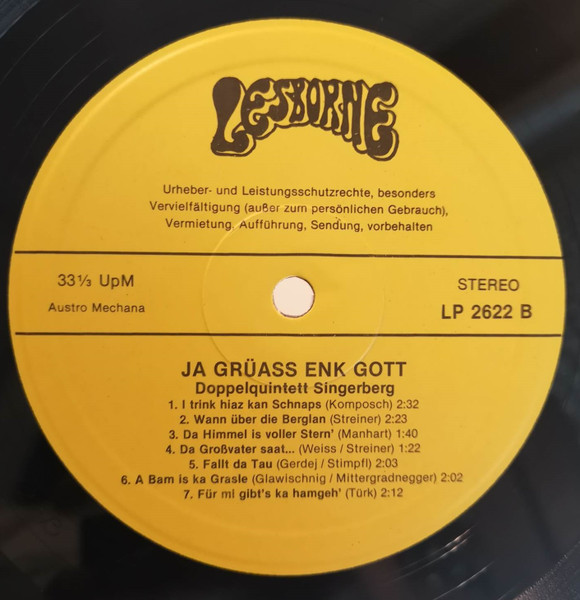 LESBORNE
Urheber- und Leistungsschutzrechte, besonders
Vervielfältigung (außer zum persönlichen Gebrauch),
Vermietung, Aufführung, Sendung, vorbehalten
33⅓ UpM
Austro Mechana
STEREO
LP 2622 B
JA GRÜASS ENK GOTT
Doppelquintett Singerberg
1. I trink hiaz kan Schnaps (Komposch) 2:32
2. Wann über die Berglan (Streiner) 2:23
3. Da Himmel is voller Stern' (Manhart) 1:40
4. Da Großvater saat... (Weiss / Streiner) 1:22
5. Fallt da Tau (Gerdej / Stimpfl) 2:03
6. A Bam is ka Grasle (Glawischnig / Mittergradnegger) 2:02
7. Für mi gibt's ka hamgeh' (Türk) 2:12